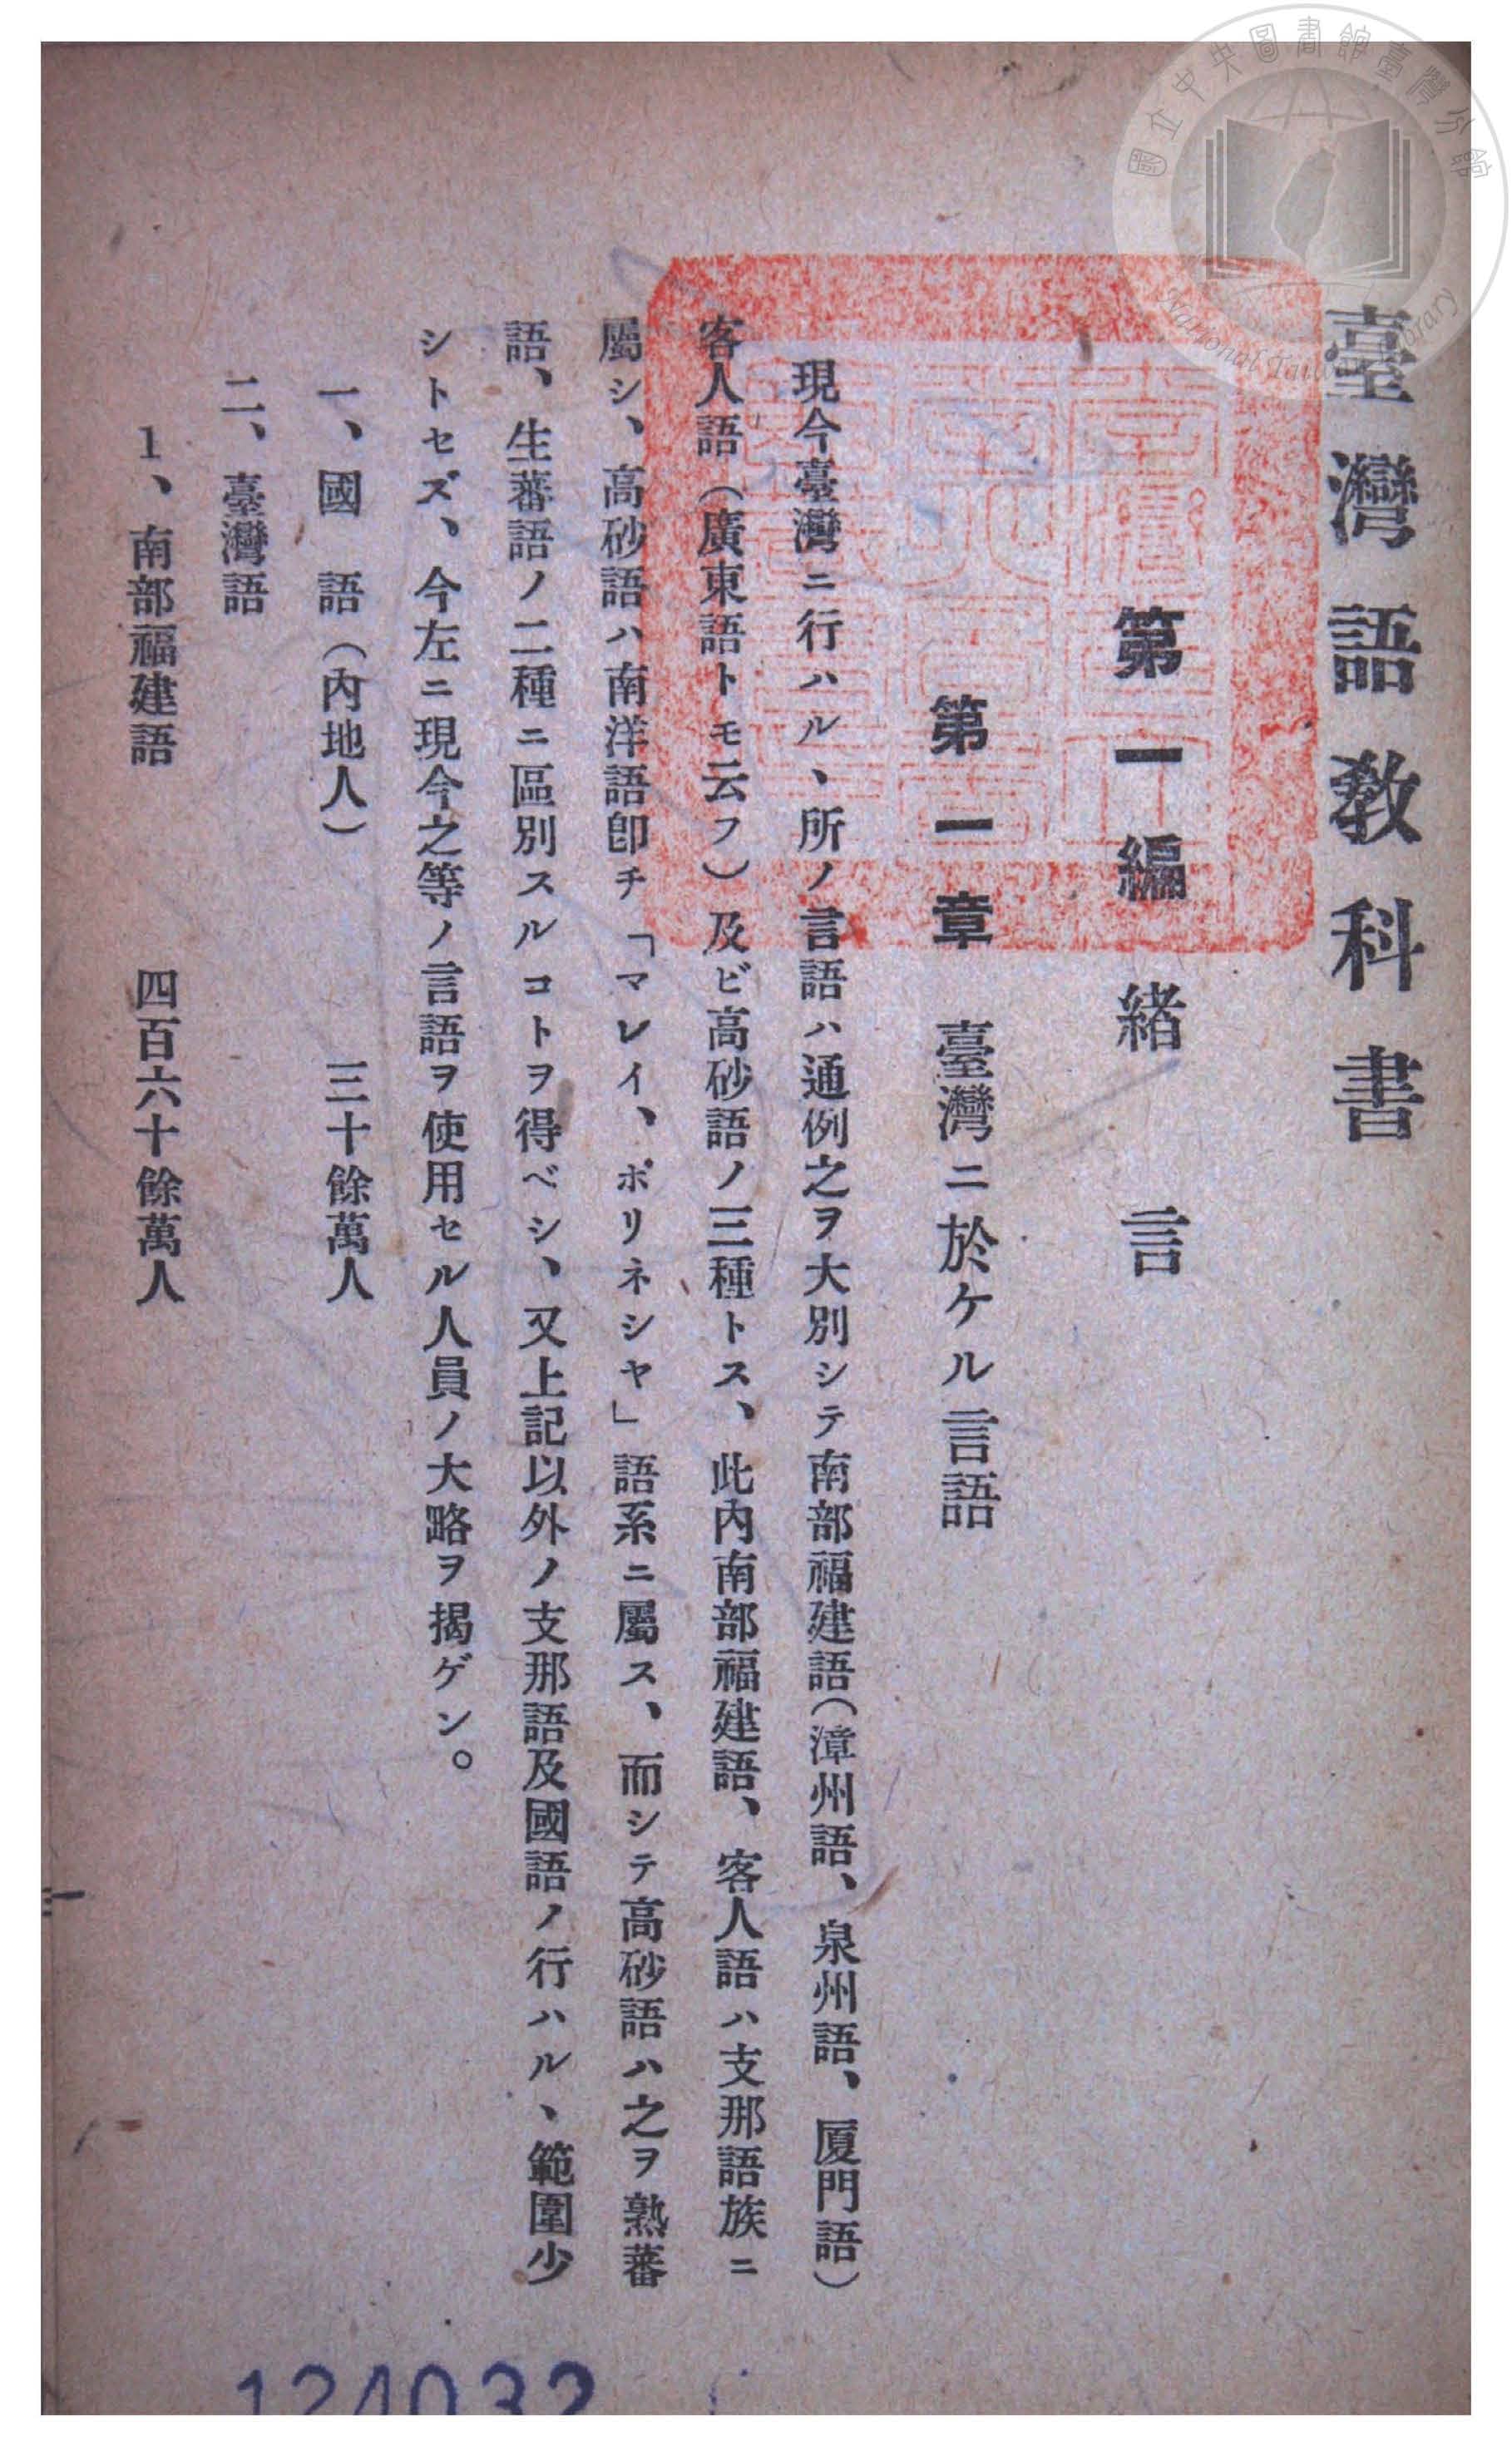 臺灣語教科書
第一編 緒言
第一章 臺灣ニ於ケル言語
現今臺灣ニ行ハル、所ノ言語ハ通例之ヲ大別シテ南部福建語(漳州語、泉州語、厦門語)
客人語(廣東語トモ云フ)及ビ高砂語ノ三種トス、此內南部福建語、客人語ハ支那語族ニ
屬シ、高砂語ハ南洋語卽チ「マレイ、ポリネシヤ」語系ニ屬ス、而シテ高砂語ハ之ヲ熟蕃
語、生蕃語ノ二種ニ區別スルコトヲ得ベシ、又上記以外ノ支那語及國語ノ行ハル、範圍少
シトセズ、今左ニ現今之等ノ言語ヲ使用セル人員ノ大略ヲ揭ゲン。
一、國語(內地人) 三十餘萬人
二、臺灣語
1、南部福建語 四百六十餘萬人
一
124032
國立中央圖書館臺灣分館
National Taiwan Library